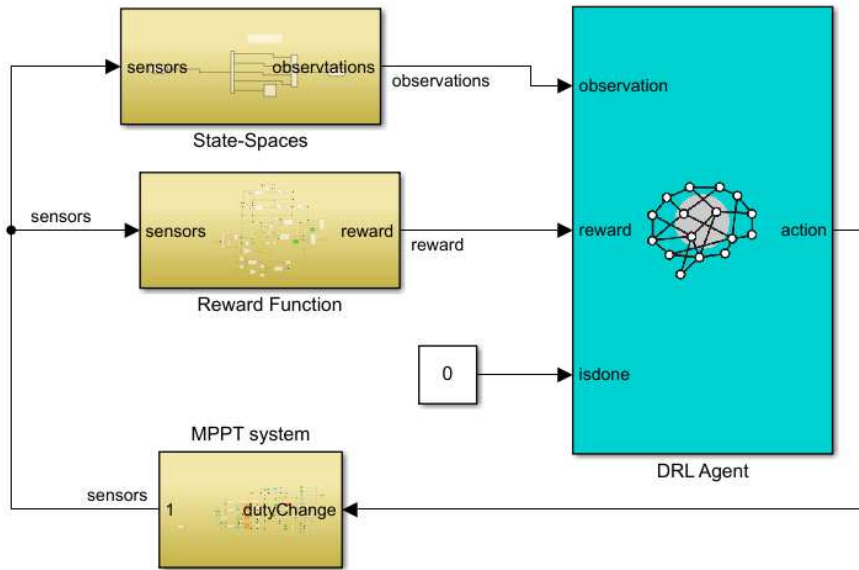 sensors
observtations
observations
observation
State-Spaces
sensors
sensors
reward
reward
reward
action
Reward Function
0
isdone
MPPT system
DRL Agent
sensors
1
dutyChange